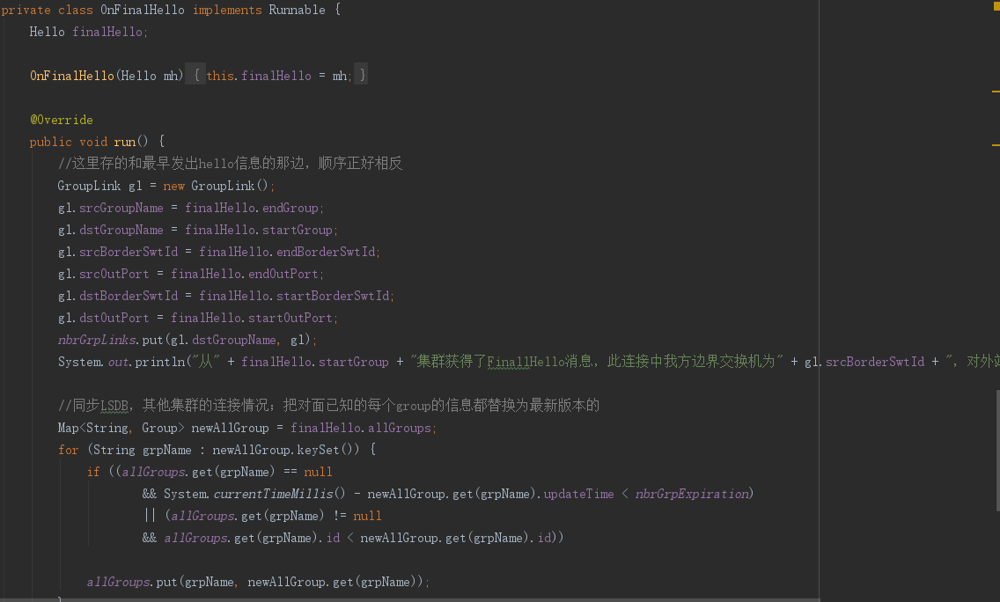 private class OnFinalHello implements Runnable {
Hello finalHello;
OnFinalHello(Hello mh) { this.finalHello = mh; }
@Override
public void run() {
//这里存的和最早发出hello信息的那边，顺序正好相反
GroupLink gl = new GroupLink();
gl.srcGroupName = finalHello.endGroup;
gl.dstGroupName = finalHello.startGroup;
gl.srcBorderSwtId = finalHello.endBorderSwtId;
gl.srcOutPort = finalHello.endOutPort;
gl.dstBorderSwtId = finalHello.startBorderSwtId;
gl.dstOutPort = finalHello.startOutPort;
nbrGrpLinks.put(gl.dstGroupName, gl);
System.out.println("从" + finalHello.startGroup + "集群获得了FinallHello消息，此连接中我方边界交换机为" + gl.srcBorderSwtId + ", 对外
//同步LSDB，其他集群的连接情况；把对面已知的每个group的信息都替换为最新版本的
Map<String, Group> newAllGroup = finalHello.allGroups;
for (String grpName : newAllGroup.keySet()) {
if ((allGroups.get(grpName) == null
&& System.currentTimeMillis() - newAllGroup.get(grpName).updateTime < nbrGrpExpiration)
|| (allGroups.get(grpName) != null
&& allGroups.get(grpName).id < newAllGroup.get(grpName).id))
allGroups.put(grpName, newAllGroup.get(grpName));